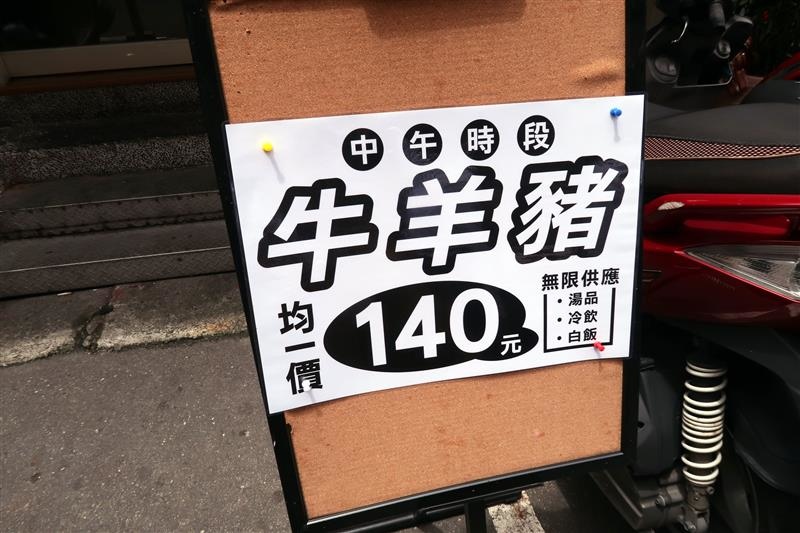 中午時段
牛羊豬
均一價
140元
無限供應
・湯品
・冷飲
・白飯